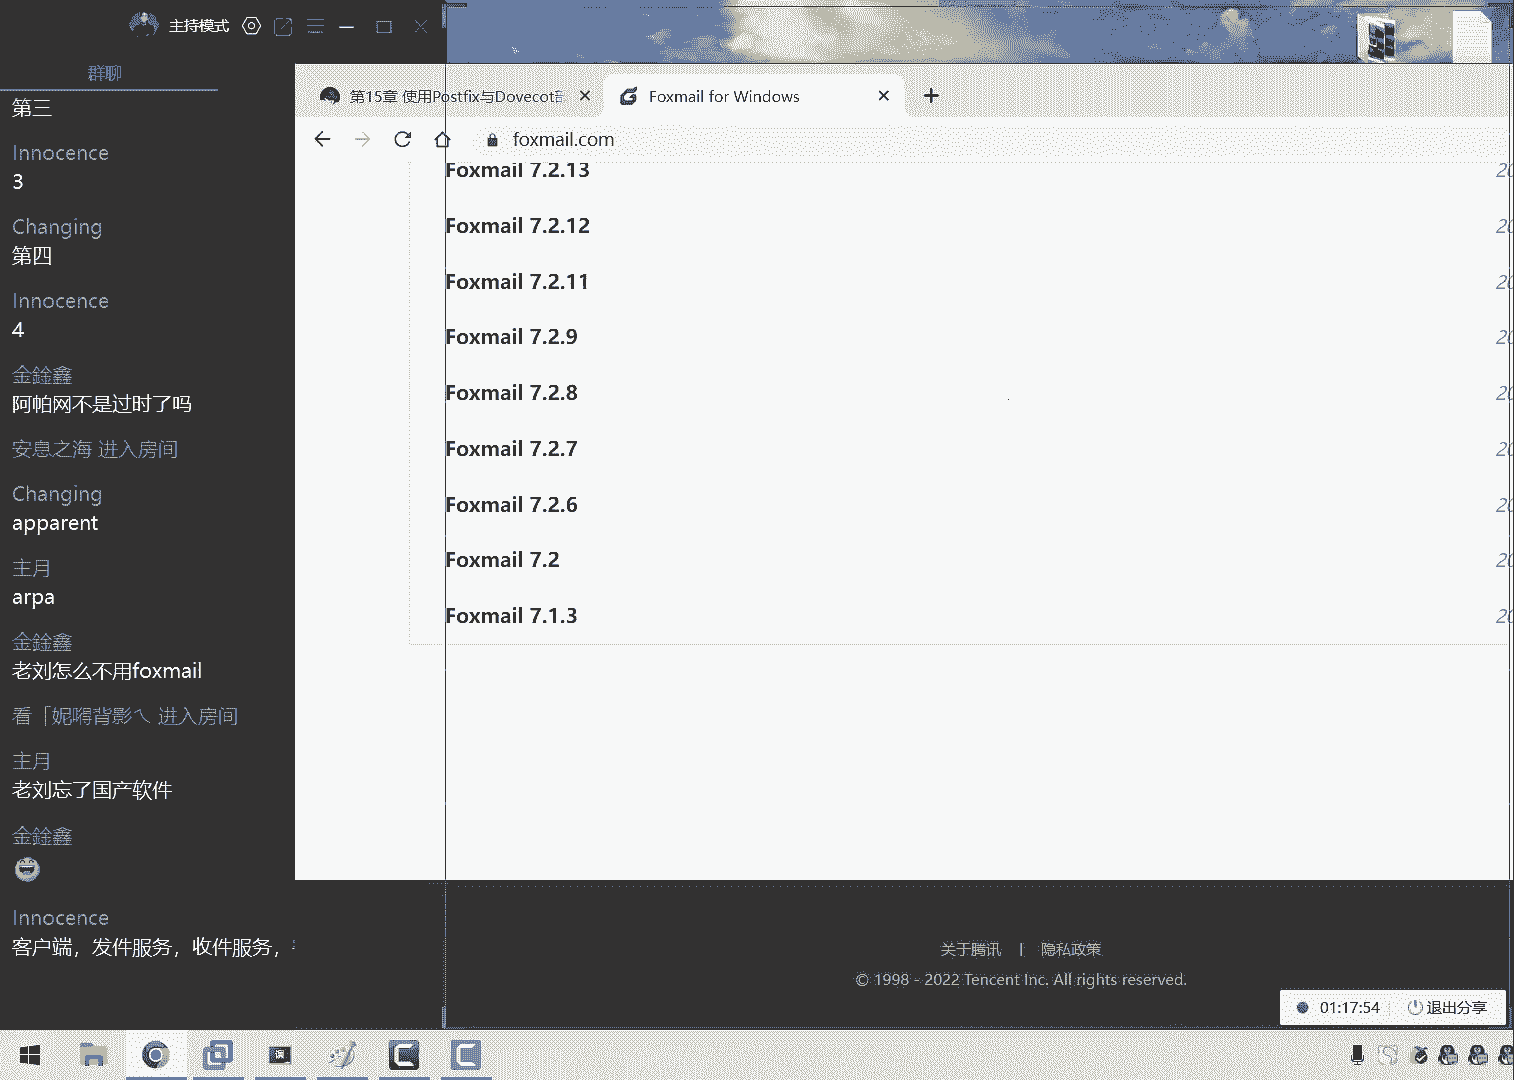 主持模式
群聊
第三
Innocence
3
Changing
第四
Innocence
4
金鍂鑫
阿帕网不是过时了吗
安息之海 进入房间
Changing
apparent
主月
arpa
金鍂鑫
老刘怎么不用foxmail
看「妮嘚背影ヘ 进入房间
主月
老刘忘了国产软件
金鍂鑫
Innocence
客户端，发件服务，收件服务，
第15章 使用Postfix与Dovecot
Foxmail for Windows
foxmail.com
Foxmail 7.2.13
Foxmail 7.2.12
Foxmail 7.2.11
Foxmail 7.2.9
Foxmail 7.2.8
Foxmail 7.2.7
Foxmail 7.2.6
Foxmail 7.2
Foxmail 7.1.3
关于腾讯 | 隐私政策
© 1998 - 2022 Tencent Inc. All rights reserved.
01:17:54 退出分享